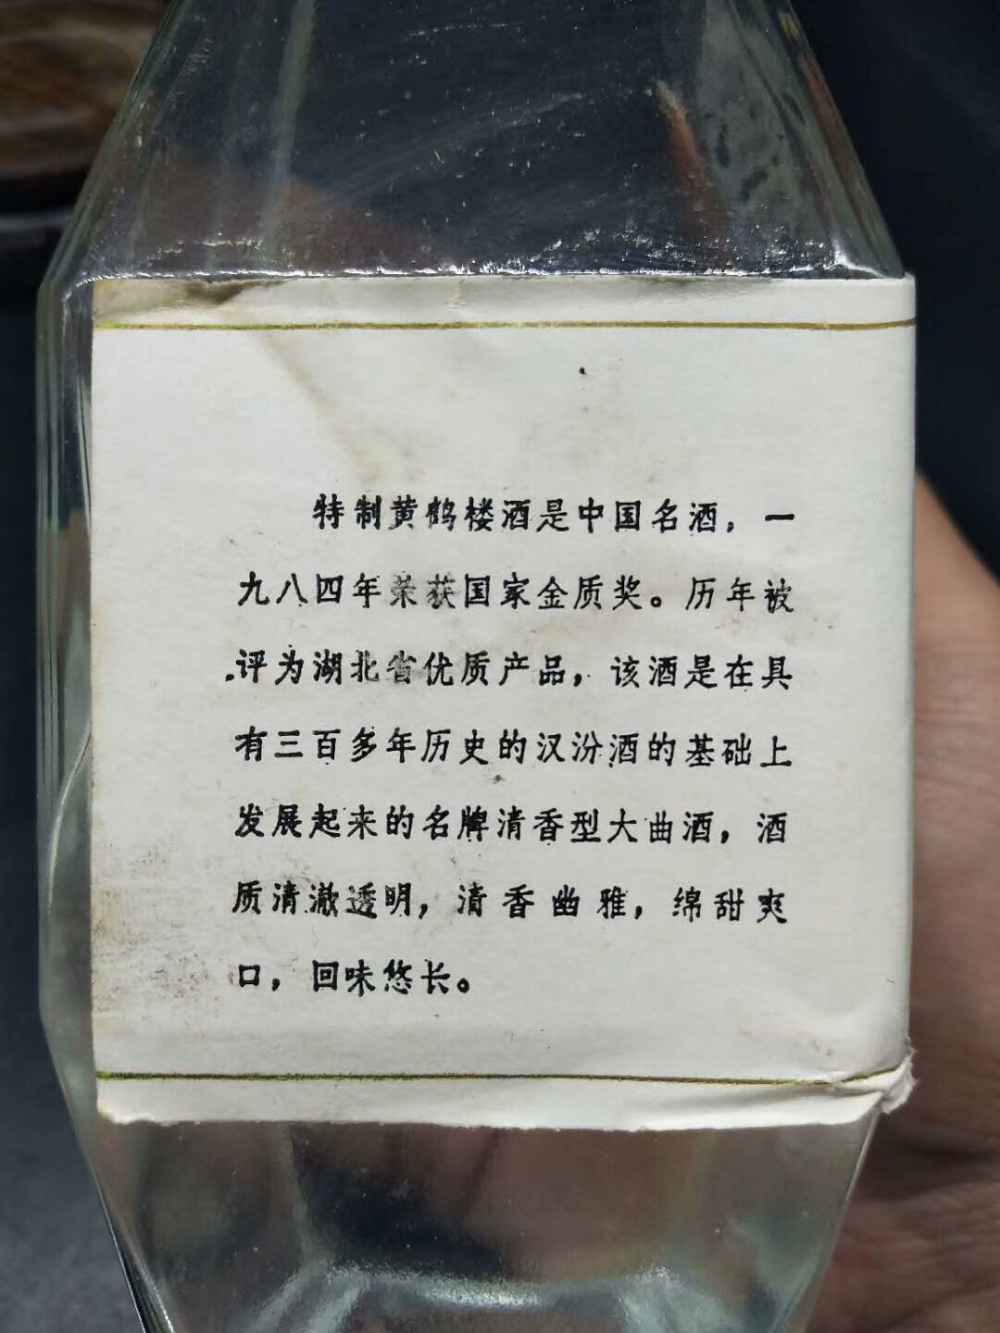 特制黄鹤楼酒是中国名酒，一
九八四年荣获国家金质奖。历年被
评为湖北省优质产品，该酒是在具
有三百多年历史的汉汾酒的基础上
发展起来的名牌清香型大曲酒，酒
质清澈透明，清香幽雅，绵甜爽
口，回味悠长。